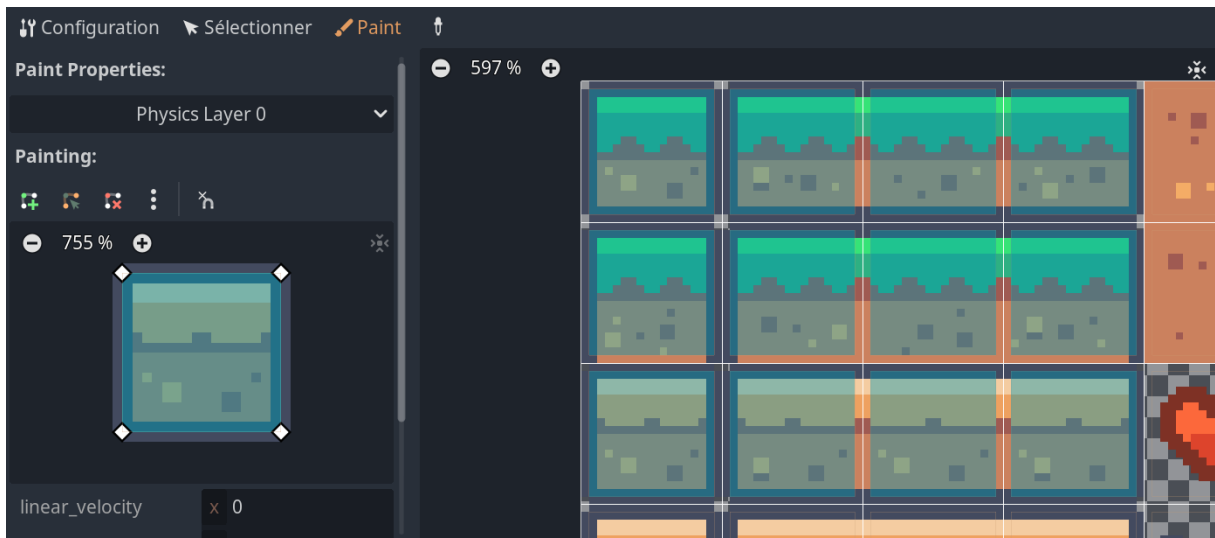 Configuration Sélectionner Paint
Paint Properties:
597 %
Physics Layer 0
Painting:
755 %
linear_velocity x 0